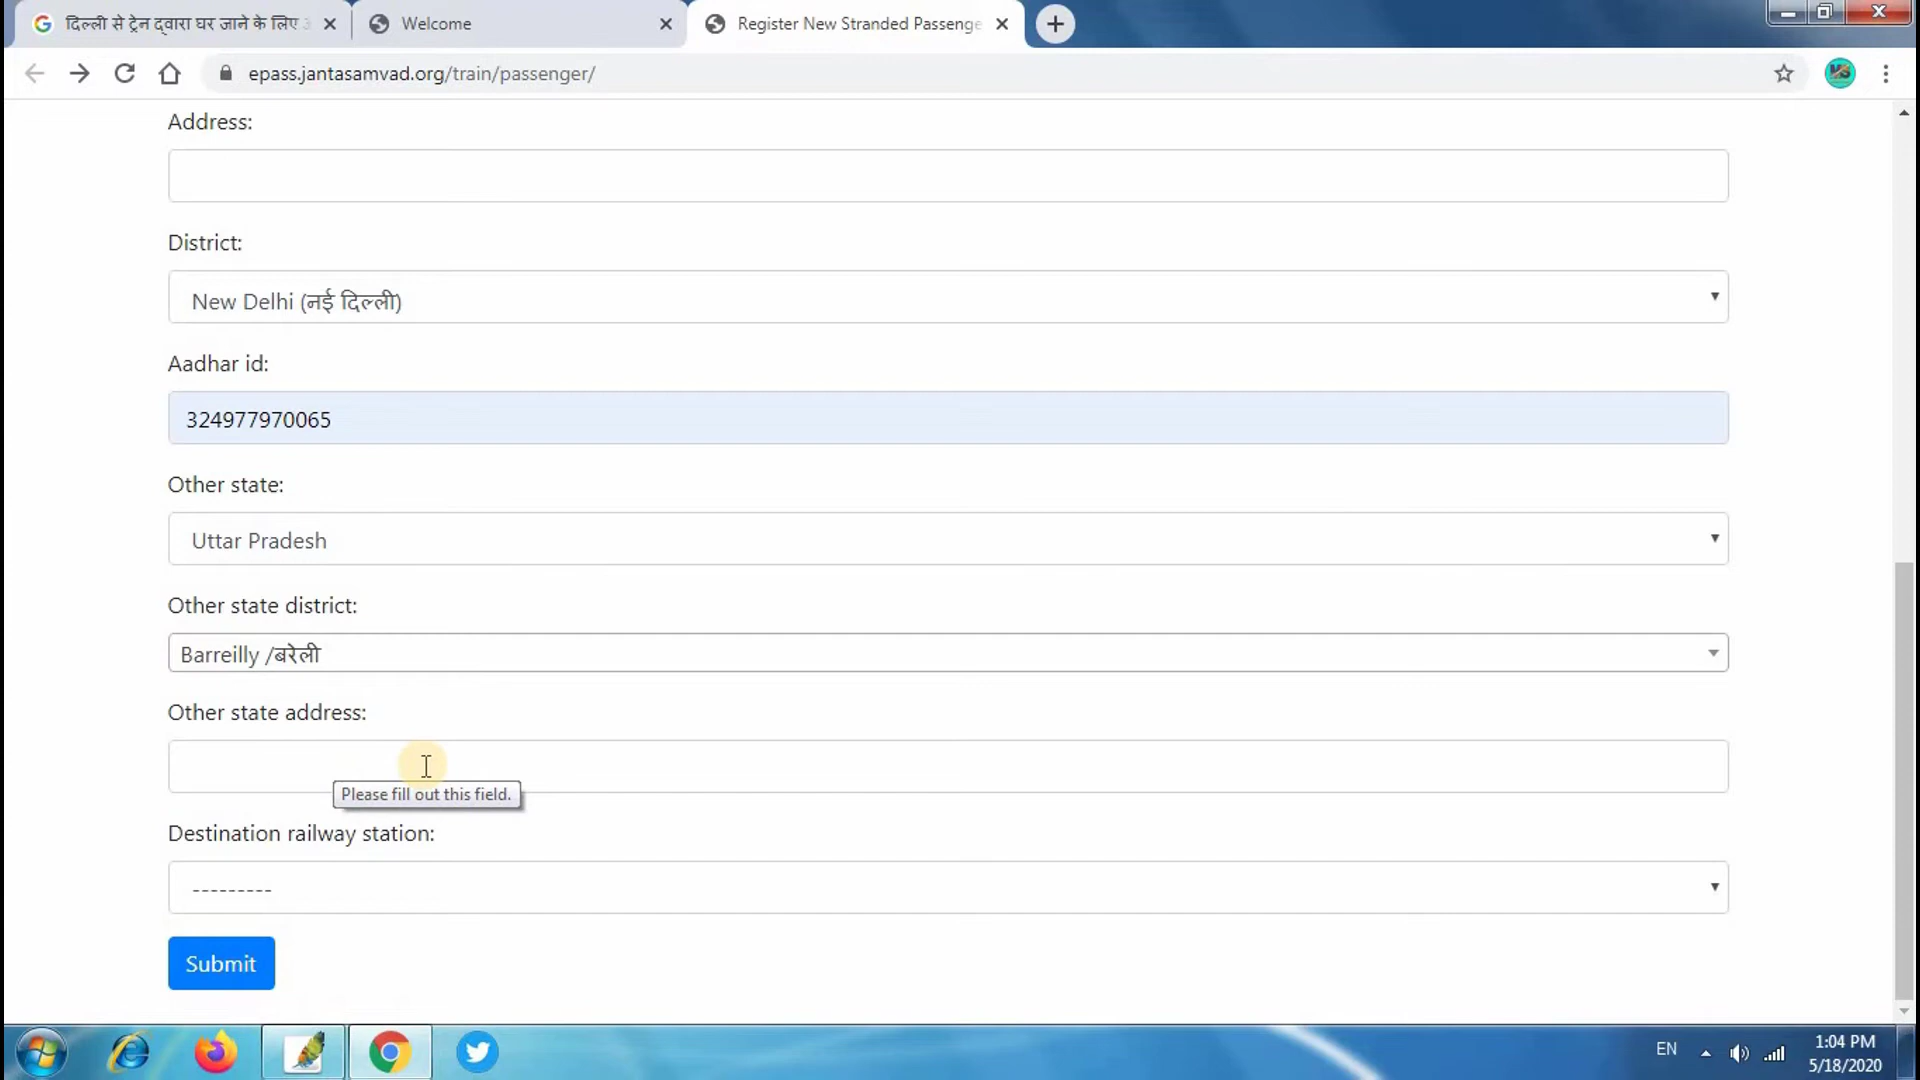 दिल्ली से ट्रेन द्वारा घर जाने के लिए
Welcome
Register New Stranded Passenge
epass.jantasamvad.org/train/passenger/
Address:
District:
New Delhi (नई दिल्ली)
Aadhar id:
324977970065
Other state:
Uttar Pradesh
Other state district:
Barreilly /बरेली
Other state address:
Please fill out this field.
Destination railway station:
---------
Submit
EN
1:04 PM
5/18/2020